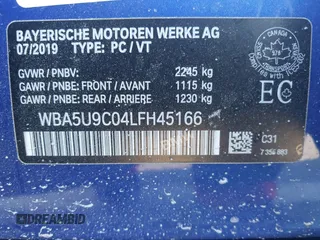 BAYERISCHE MOTOREN WERKE AG
07/2019 TYPE: PC / VT
GVWR / PNBV: 2245 kg
GAWR / PNBE: FRONT / AVANT 1115 kg
GAWR / PNBE: REAR / ARRIERE 1230 kg
WBA5U9C04LFH45166
CANADA
EC
C31
DREAMBID